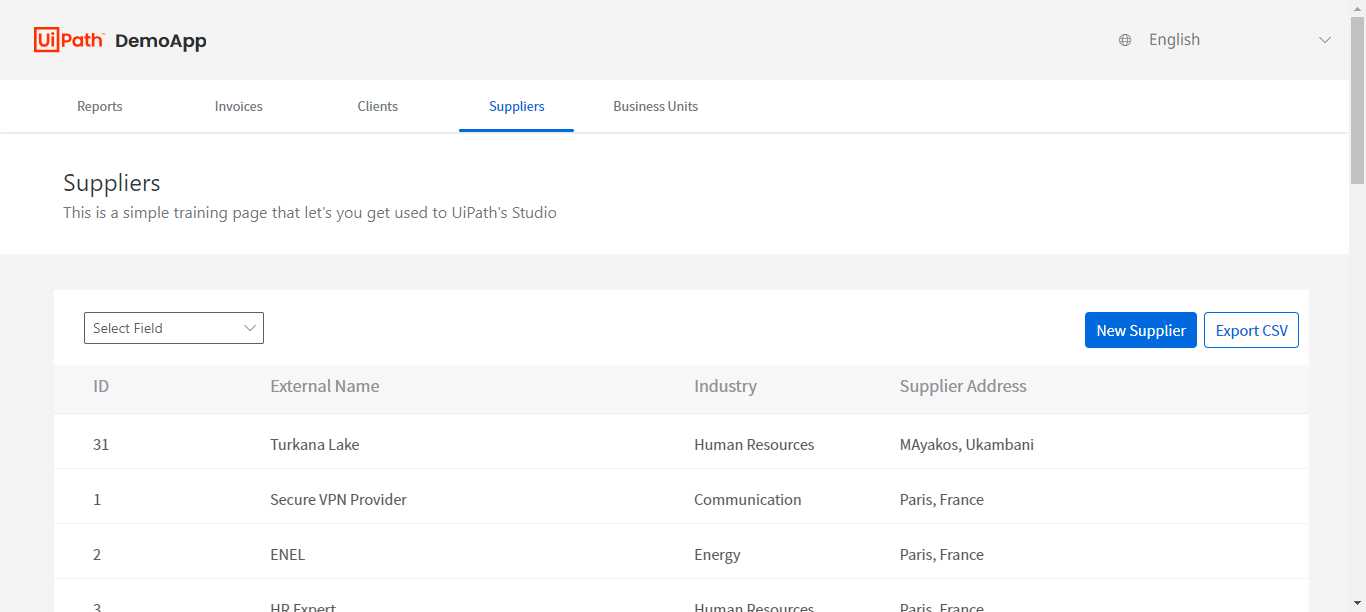 UiPath DemoApp
English
Reports Invoices Clients Suppliers Business Units
Suppliers
This is a simple training page that let's you get used to UiPath's Studio
Select Field New Supplier Export CSV
ID External Name Industry Supplier Address
31 Turkana Lake Human Resources MAyakos, Ukambani
1 Secure VPN Provider Communication Paris, France
2 ENEL Energy Paris, France
3 HR Expert Human Resources Paris, France